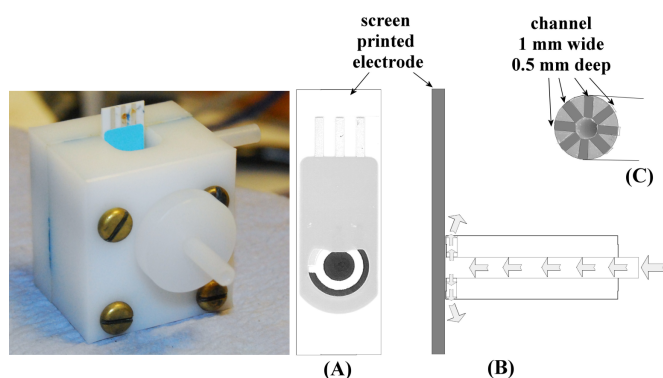 screen
printed
electrode
channel
1 mm wide
0.5 mm deep
(C)
(A)
(B)